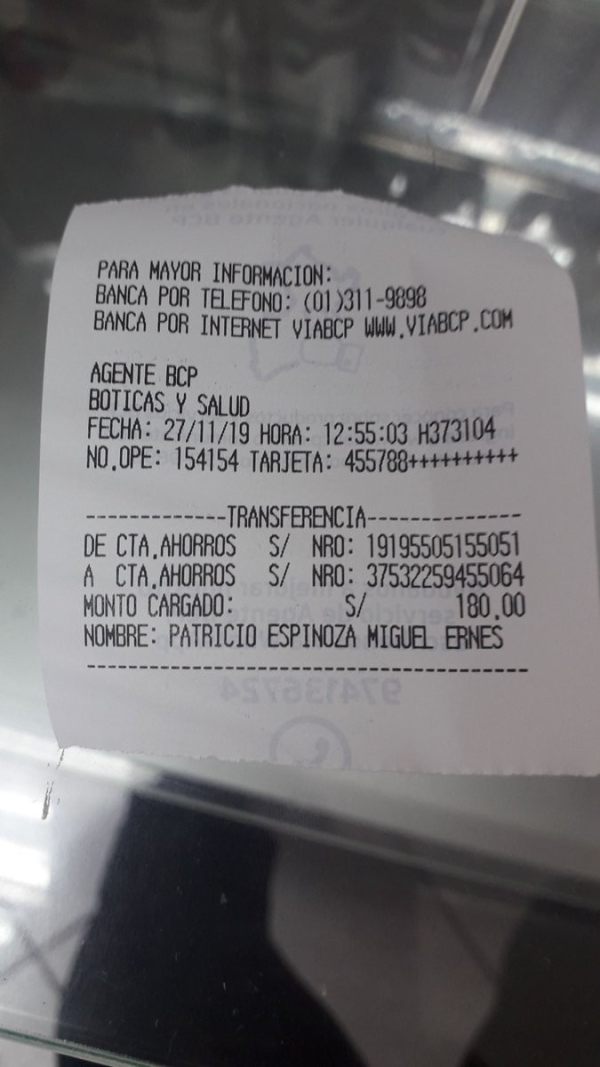 PARA MAYOR INFORMACION:
BANCA POR TELEFONO: (01)311-9898
BANCA POR INTERNET VIABCP WWW.VIABCP.COM
AGENTE BCP
BOTICAS Y SALUD
FECHA: 27/11/19 HORA: 12:55:03 H373104
NO.OPE: 154154 TARJETA: 455788++++++++++
-------------TRANSFERENCIA--------------
DE CTA.AHORROS S/ NRO: 19195505155051
A CTA.AHORROS S/ NRO: 37532259455064
MONTO CARGADO: S/ 180.00
NOMBRE: PATRICIO ESPINOZA MIGUEL ERNES
----------------------------------------
974136724